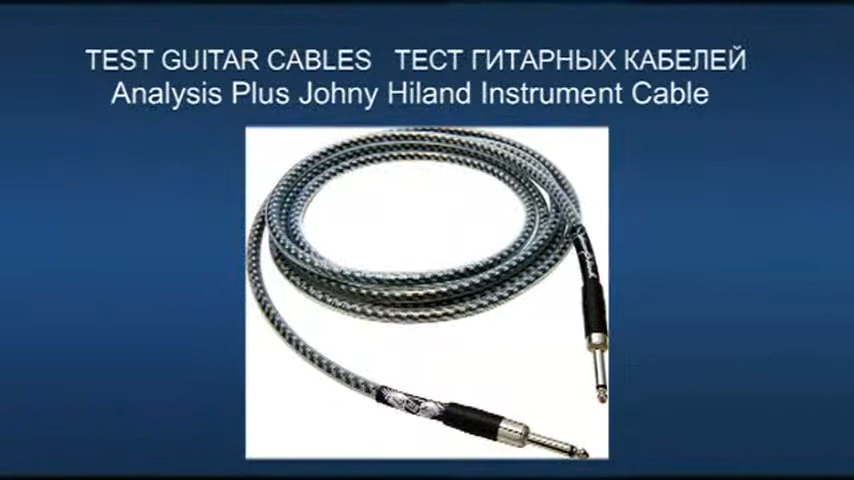 TEST GUITAR CABLES ТЕСТ ГИТАРНЫХ КАБЕЛЕЙ
Analysis Plus Johny Hiland Instrument Cable